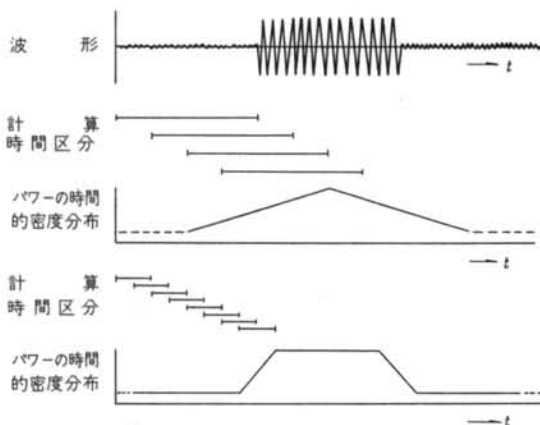 波形
t
計算
時間区分
パワーの時間
的密度分布
t
計算
時間区分
パワーの時間
的密度分布
t